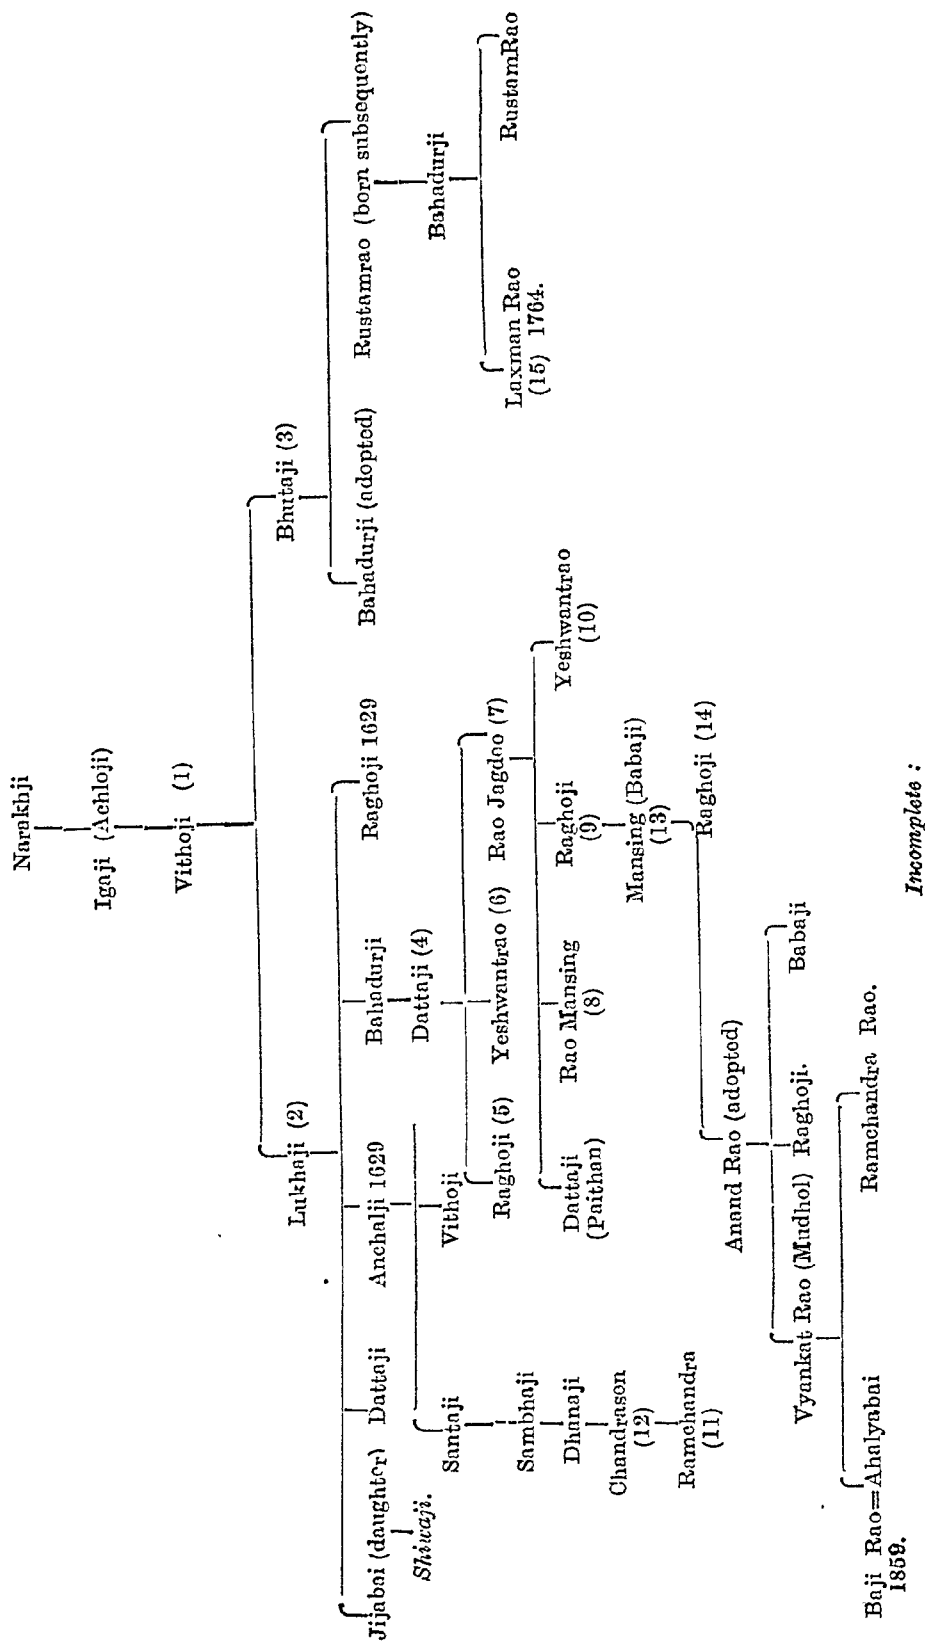 Narakhji
Igaji (Achloji)
Vithoji (1)
Lukhaji (2) Bhutaji (3)
Jijabai (daughter) Dattaji Anchalji 1629 Bahadurji Raghoji 1629 Bahadurji (adopted) Rustamrao (born subsequently)
Shiwaji.
Santaji Vithoji Dattaji (4) Bahadurji
Raghoji (5) Yeshwantrao (6) Rao Jagdeo (7) Laxman Rao RustamRao
(15) 1764.
Sambhaji
Dhanaji Dattaji Rao Mansing Raghoji Yeshwantrao
(Paithan) (8) (9) (10)
Chandrasen Mansing (Babaji)
(12) (13)
Ramchandra Raghoji (14)
(11)
Anand Rao (adopted)
Vyankat Rao (Mudhol) Raghoji. Babaji
Baji Rao=Ahalyabai Ramchandra Rao.
1859.
Incomplete :